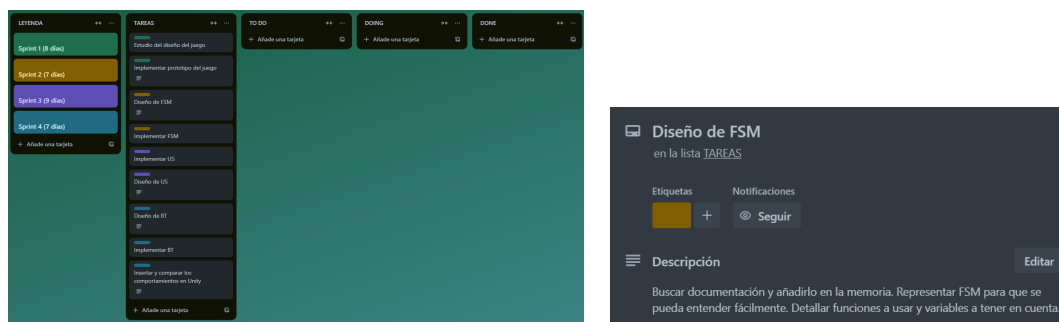 LEYENDA
Sprint 1 (8 días)
Sprint 2 (7 días)
Sprint 3 (9 días)
Sprint 4 (7 días)
+ Añade una tarjeta
TAREAS
Estudio del diseño del juego
Implementar prototipo del juego
Diseño de FSM
Implementar FSM
Implementar US
Diseño de US
Diseño de BT
Implementar BT
Insertar y comparar los
comportamientos en Unity
+ Añade una tarjeta
TO DO
+ Añade una tarjeta
DOING
+ Añade una tarjeta
DONE
+ Añade una tarjeta
Diseño de FSM
en la lista TAREAS
Etiquetas Notificaciones
+ Seguir
Descripción Editar
Buscar documentación y añadirlo en la memoria. Representar FSM para que se
pueda entender fácilmente. Detallar funciones a usar y variables a tener en cuenta.